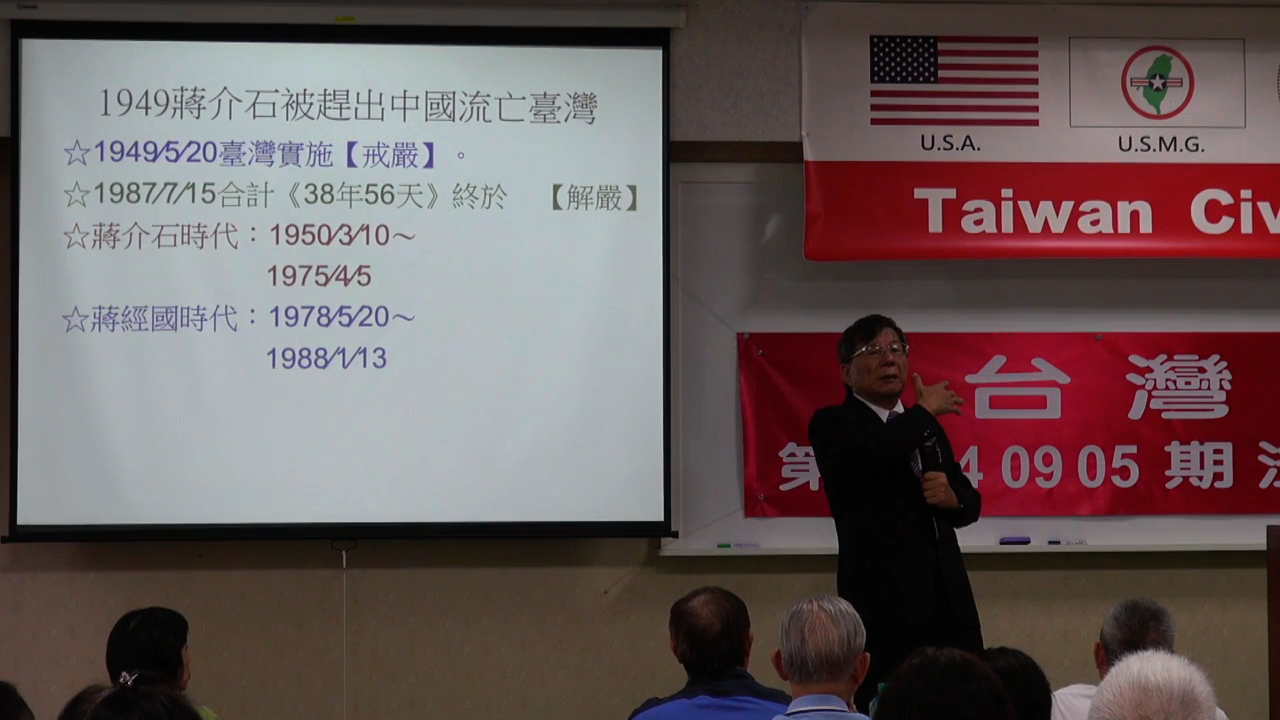 1949蔣介石被趕出中國流亡臺灣
☆1949/5/20臺灣實施【戒嚴】。
☆1987/7/15合計《38年56天》終於 【解嚴】
☆蔣介石時代：1950/3/10～
1975/4/5
☆蔣經國時代：1978/5/20～
1988/1/13
U.S.A.
U.S.M.G.
Taiwan Civ
台灣
第 4 09 05 期